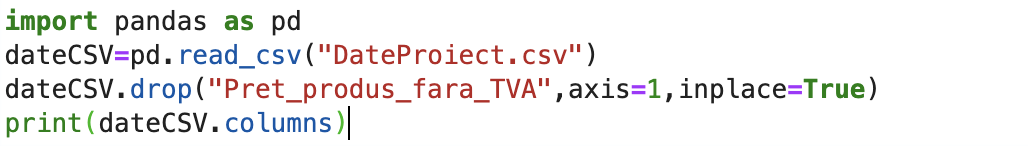 import pandas as pd
dateCSV=pd.read_csv("DateProiect.csv")
dateCSV.drop("Pret_produs_fara_TVA",axis=1,inplace=True)
print(dateCSV.columns)